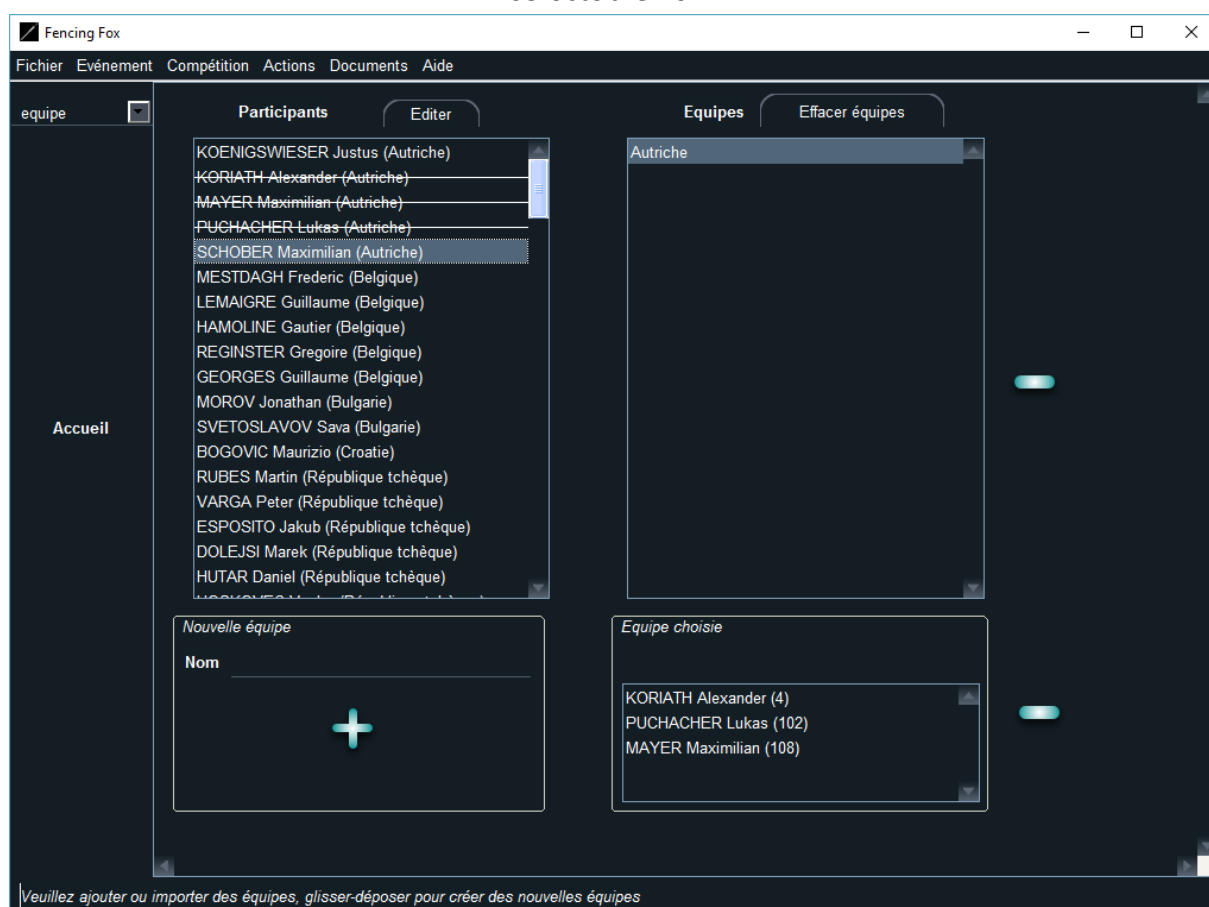 Fencing Fox
Fichier Evénement Compétition Actions Documents Aide
equipe
Participants Editer Equipes Effacer équipes
KOENIGSWIESER Justus (Autriche)
KORIATH Alexander (Autriche)
MAYER Maximilian (Autriche)
PUCHACHER Lukas (Autriche)
SCHOBER Maximilian (Autriche)
MESTDAGH Frederic (Belgique)
LEMAIGRE Guillaume (Belgique)
HAMOLINE Gautier (Belgique)
REGINSTER Gregoire (Belgique)
GEORGES Guillaume (Belgique)
MOROV Jonathan (Bulgarie)
SVETOSLAVOV Sava (Bulgarie)
BOGOVIC Maurizio (Croatie)
RUBES Martin (République tchèque)
VARGA Peter (République tchèque)
ESPOSITO Jakub (République tchèque)
DOLEJSI Marek (République tchèque)
HUTAR Daniel (République tchèque)
Autriche
Accueil
Nouvelle équipe
Nom
Equipe choisie
KORIATH Alexander (4)
PUCHACHER Lukas (102)
MAYER Maximilian (108)
Veuillez ajouter ou importer des équipes, glisser-déposer pour créer des nouvelles équipes